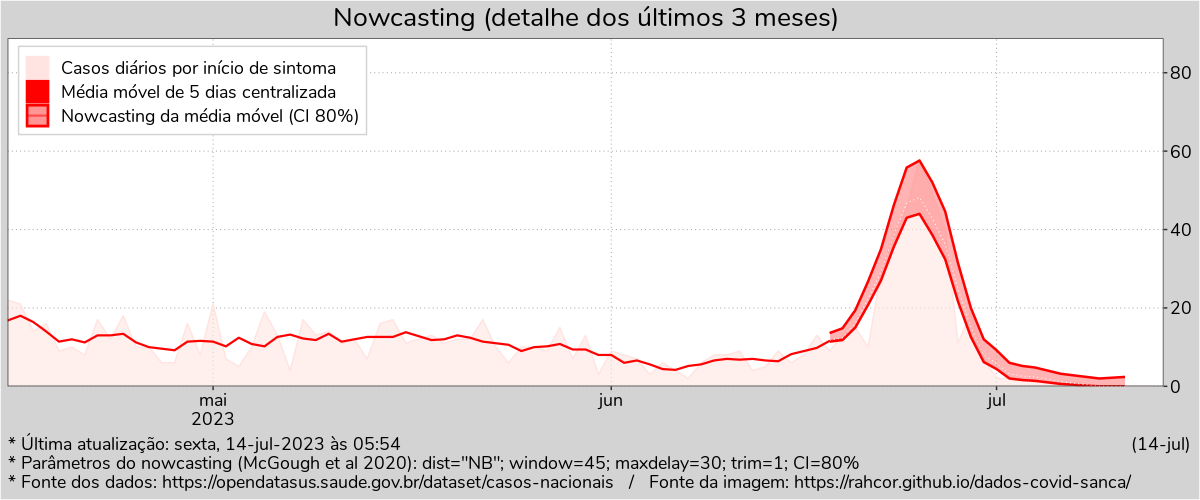 Nowcasting (detalhe dos últimos 3 meses)
Casos diários por início de sintoma
Média móvel de 5 dias centralizada
Nowcasting da média móvel (CI 80%)
80
60
40
20
0
mai
2023
jun
jul
* Última atualização: sexta, 14-jul-2023 às 05:54
(14-jul)
* Parâmetros do nowcasting (McGough et al 2020): dist="NB"; window=45; maxdelay=30; trim=1; CI=80%
* Fonte dos dados: https://opendatasus.saude.gov.br/dataset/casos-nacionais / Fonte da imagem: https://rahcor.github.io/dados-covid-sanca/